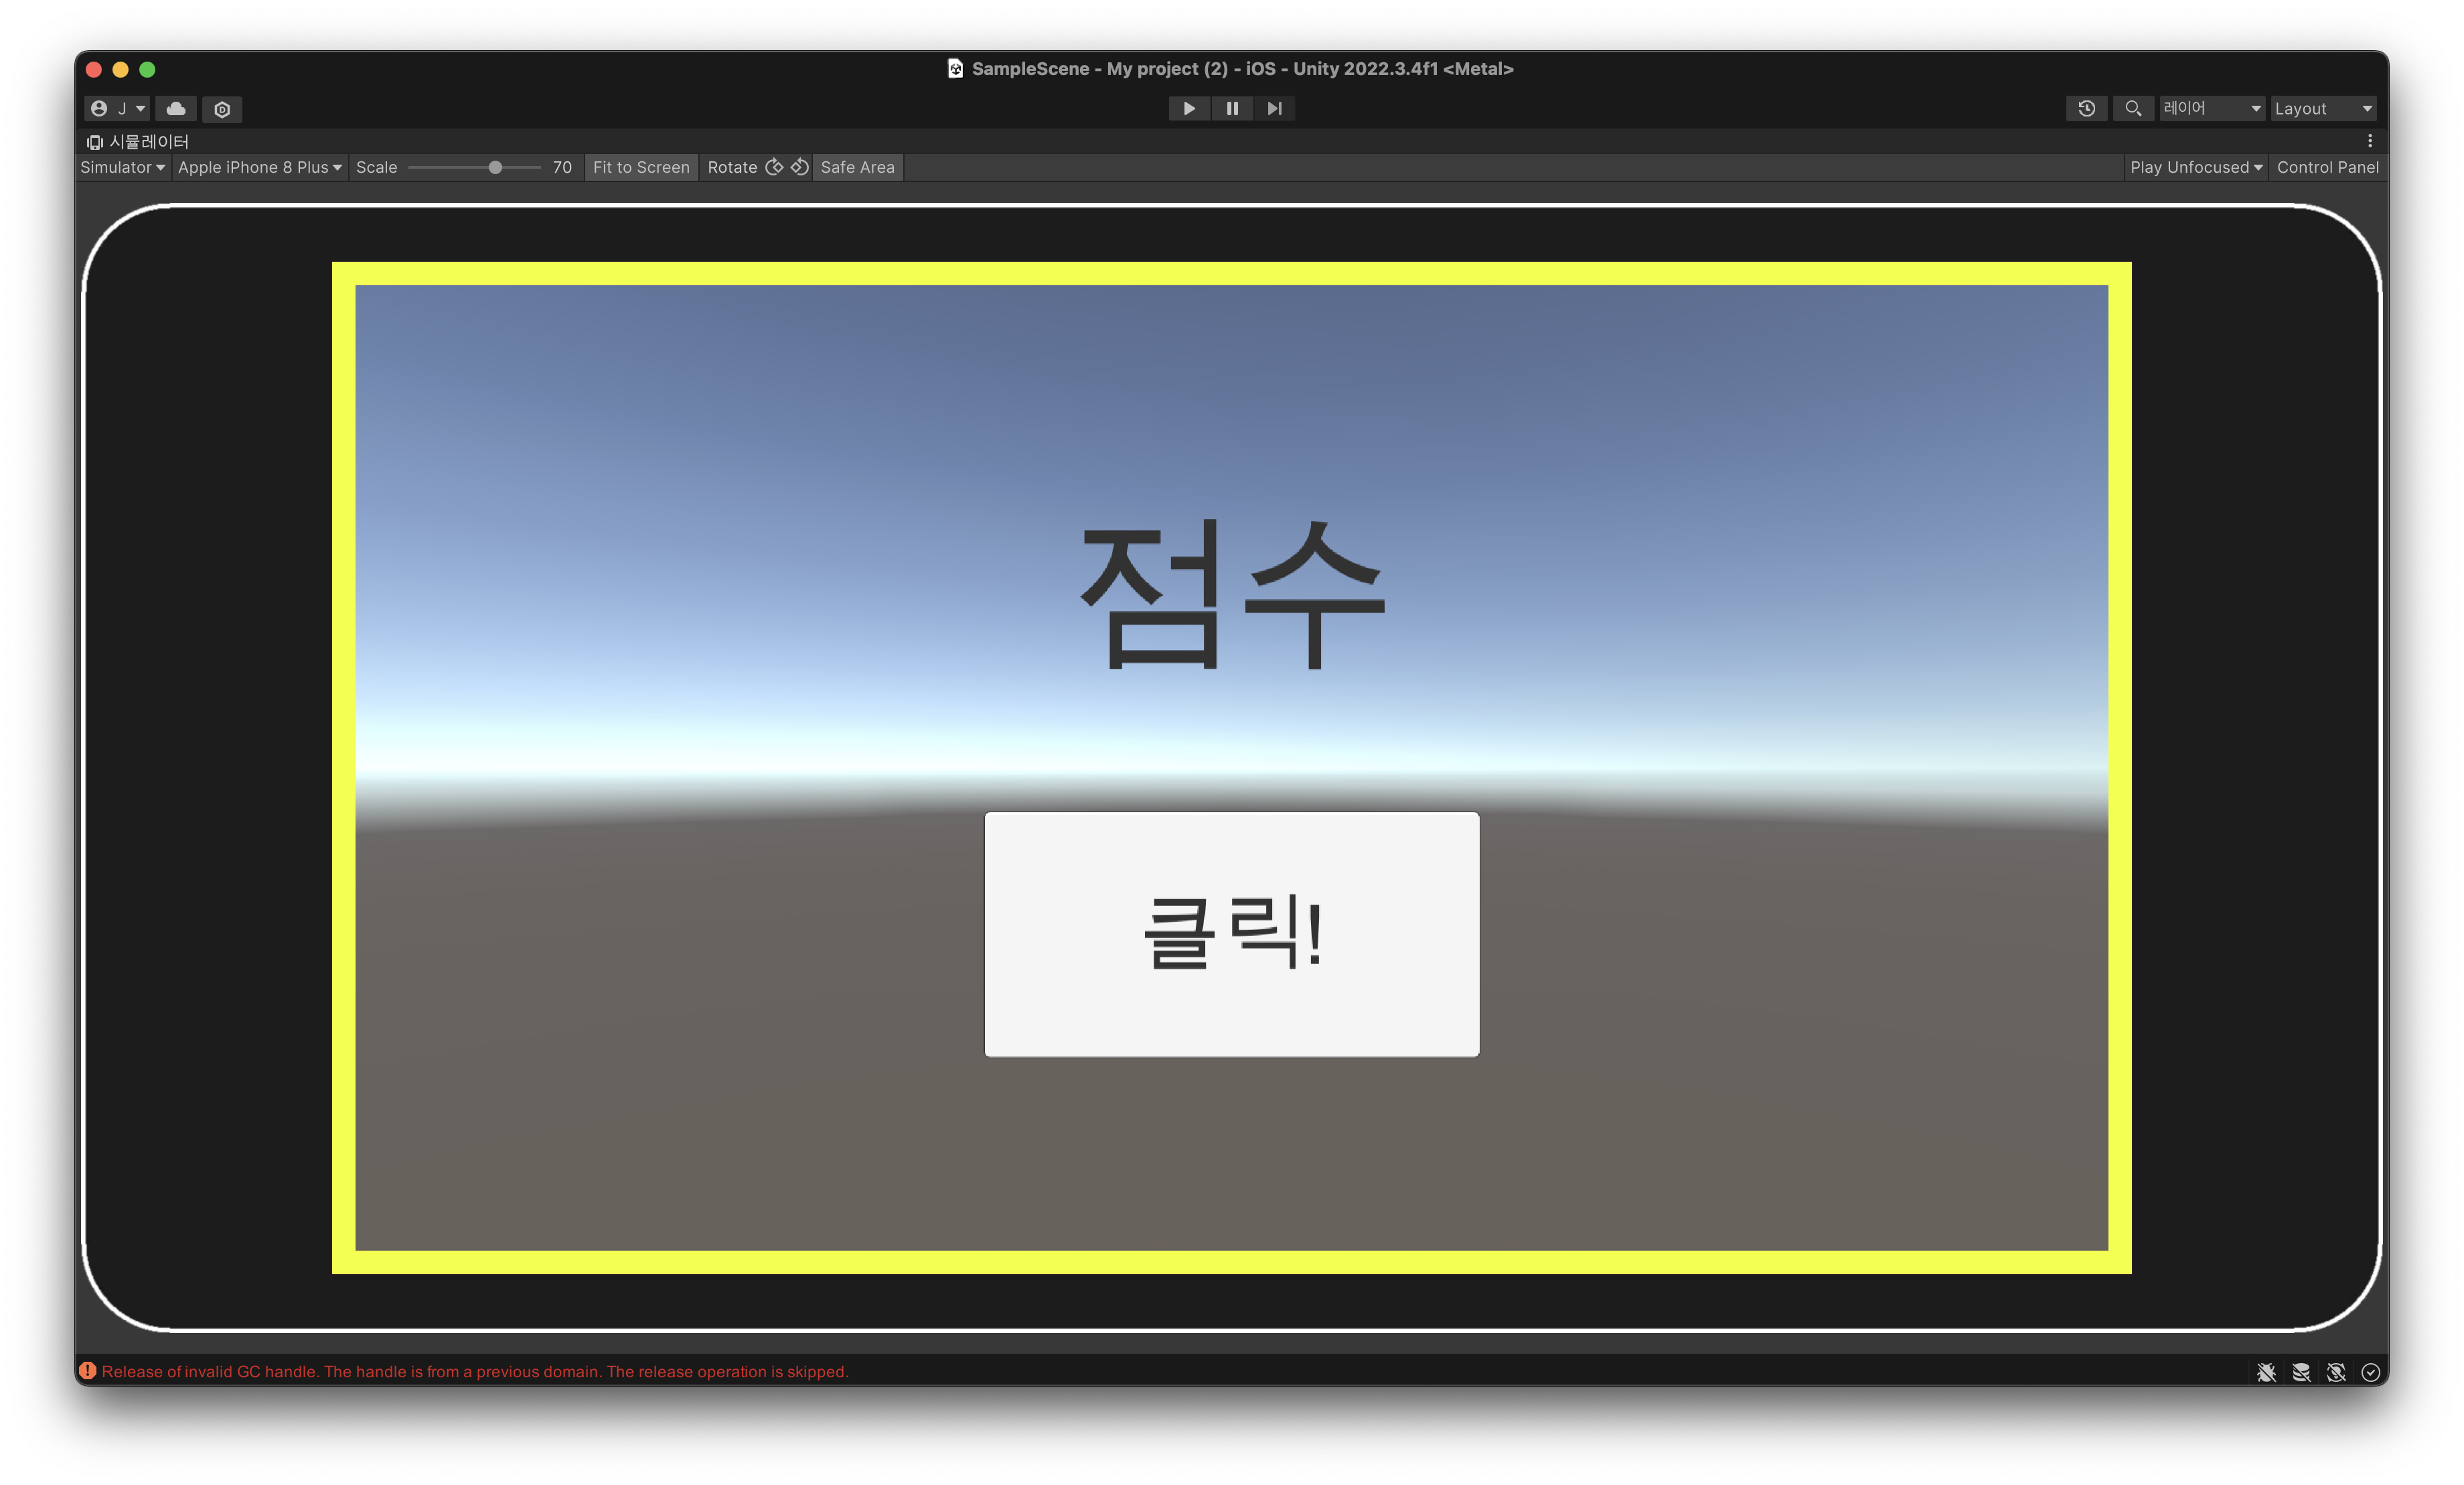 SampleScene - My project (2) - iOS - Unity 2022.3.4f1 <Metal>
J
레이어
Layout
시뮬레이터
Simulator Apple iPhone 8 Plus Scale 70 Fit to Screen Rotate Safe Area Play Unfocused Control Panel
점수
클릭!
Release of invalid GC handle. The handle is from a previous domain. The release operation is skipped.